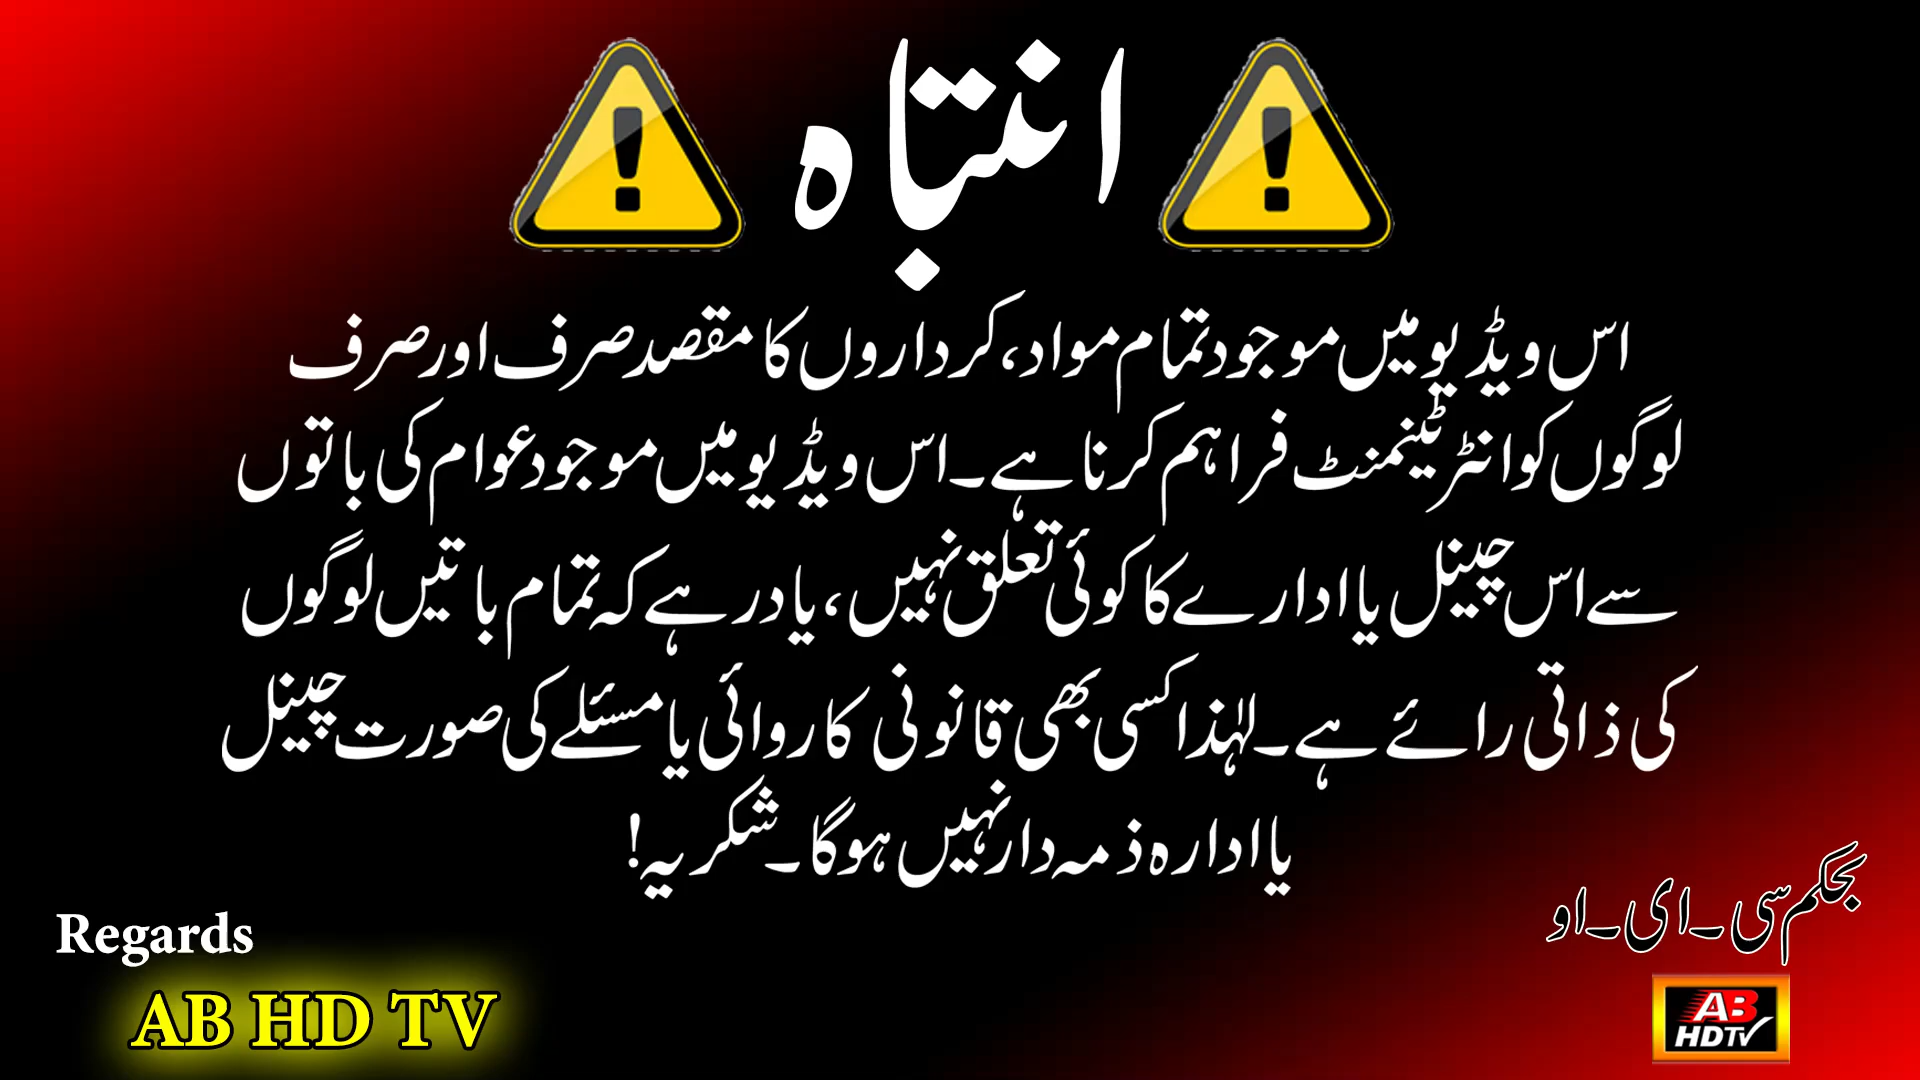 انتباہ
اس ویڈیو میں موجود تمام مواد، کرداروں کا مقصد صرف اور صرف
لوگوں کو انٹرٹینمنٹ فراہم کرنا ہے۔ اس ویڈیو میں موجود عوام کی باتوں
سے اس چینل یا ادارے کا کوئی تعلق نہیں، یاد رہے کہ تمام باتیں لوگوں
کی ذاتی رائے ہے۔ لہٰذا کسی بھی قانونی کاروائی یا مسئلے کی صورت چینل
یا ادارہ ذمہ دار نہیں ہوگا۔ شکریہ!
بحکم سی۔ ای۔ او
Regards
AB HD TV
AB
HDTV